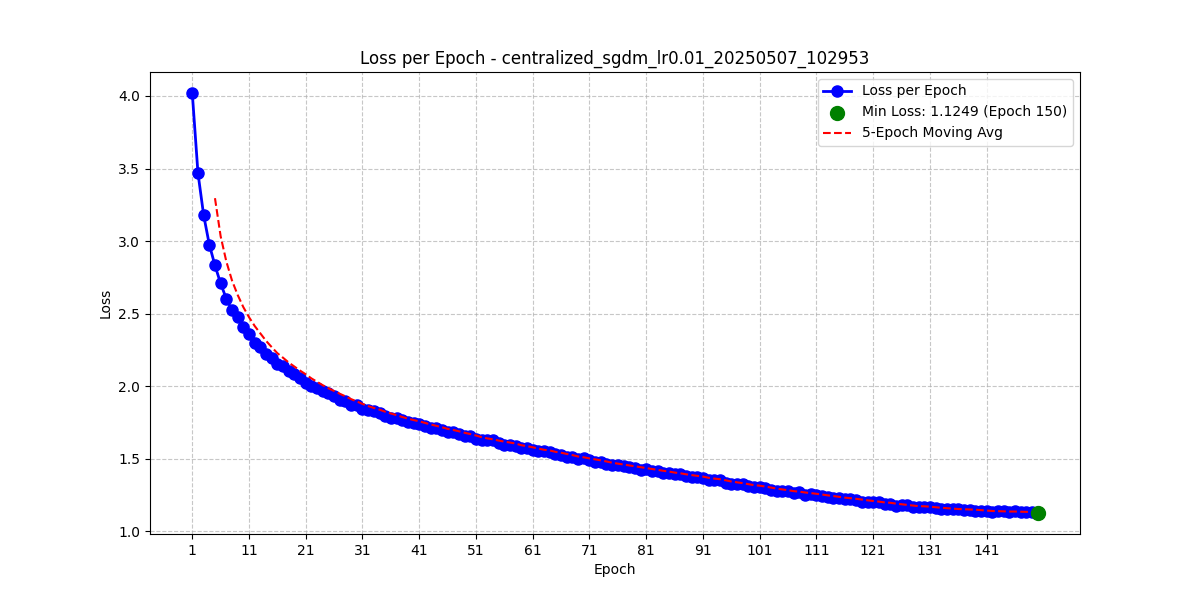 Loss per Epoch - centralized_sgdm_lr0.01_20250507_102953
Loss per Epoch
Min Loss: 1.1249 (Epoch 150)
5-Epoch Moving Avg
4.0
3.5
3.0
2.5
2.0
1.5
1.0
Loss
1 11 21 31 41 51 61 71 81 91 101 111 121 131 141
Epoch